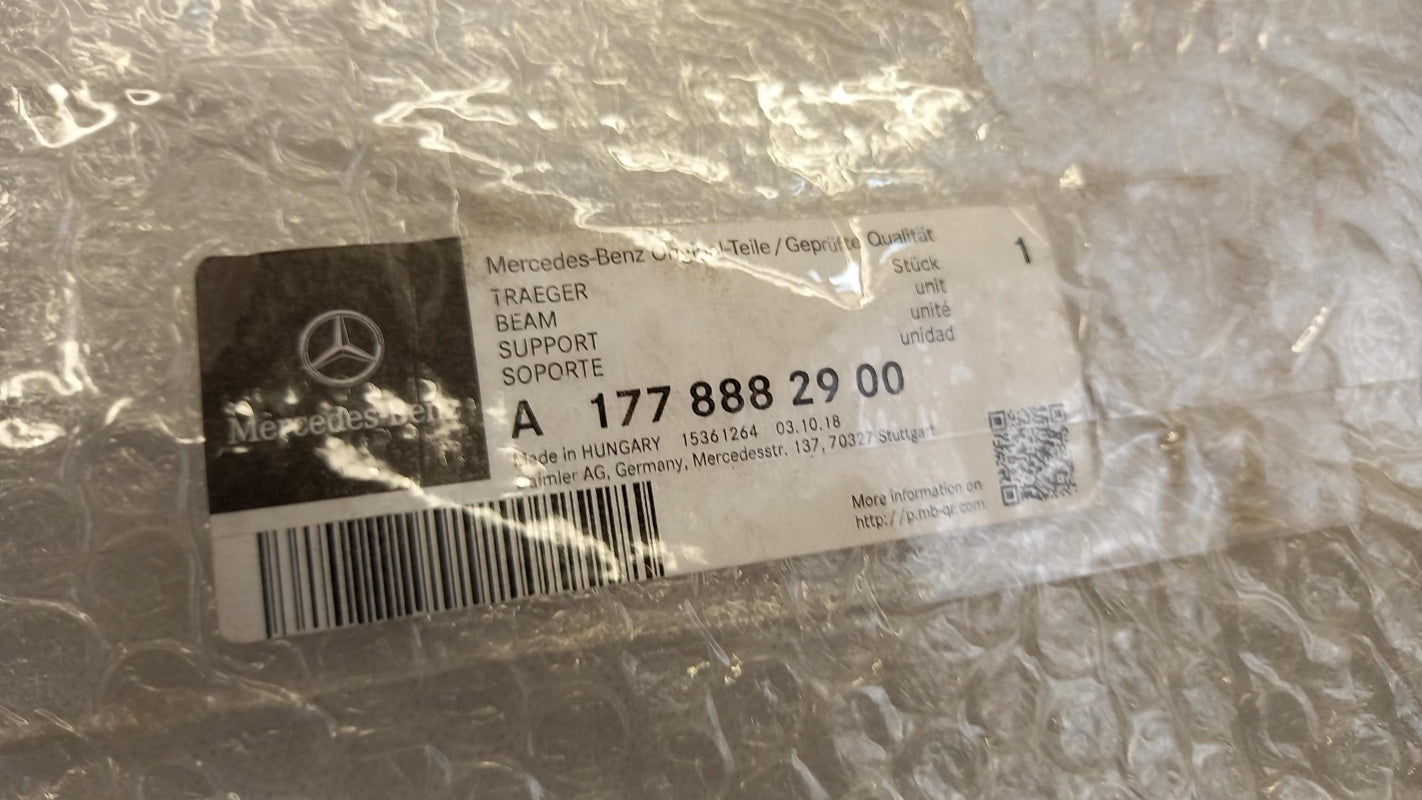 Mercedes-Benz
Mercedes-Benz Original-Teile / Geprüfte Qualität
TRAEGER
BEAM
SUPPORT
SOPORTE
Stück
unit
unité
unidad
1
A 177 888 29 00
Made in HUNGARY 15361264 03.10.18
Daimler AG, Germany, Mercedesstr. 137, 70327 Stuttgart
More information on
http://p.mb-qr.com